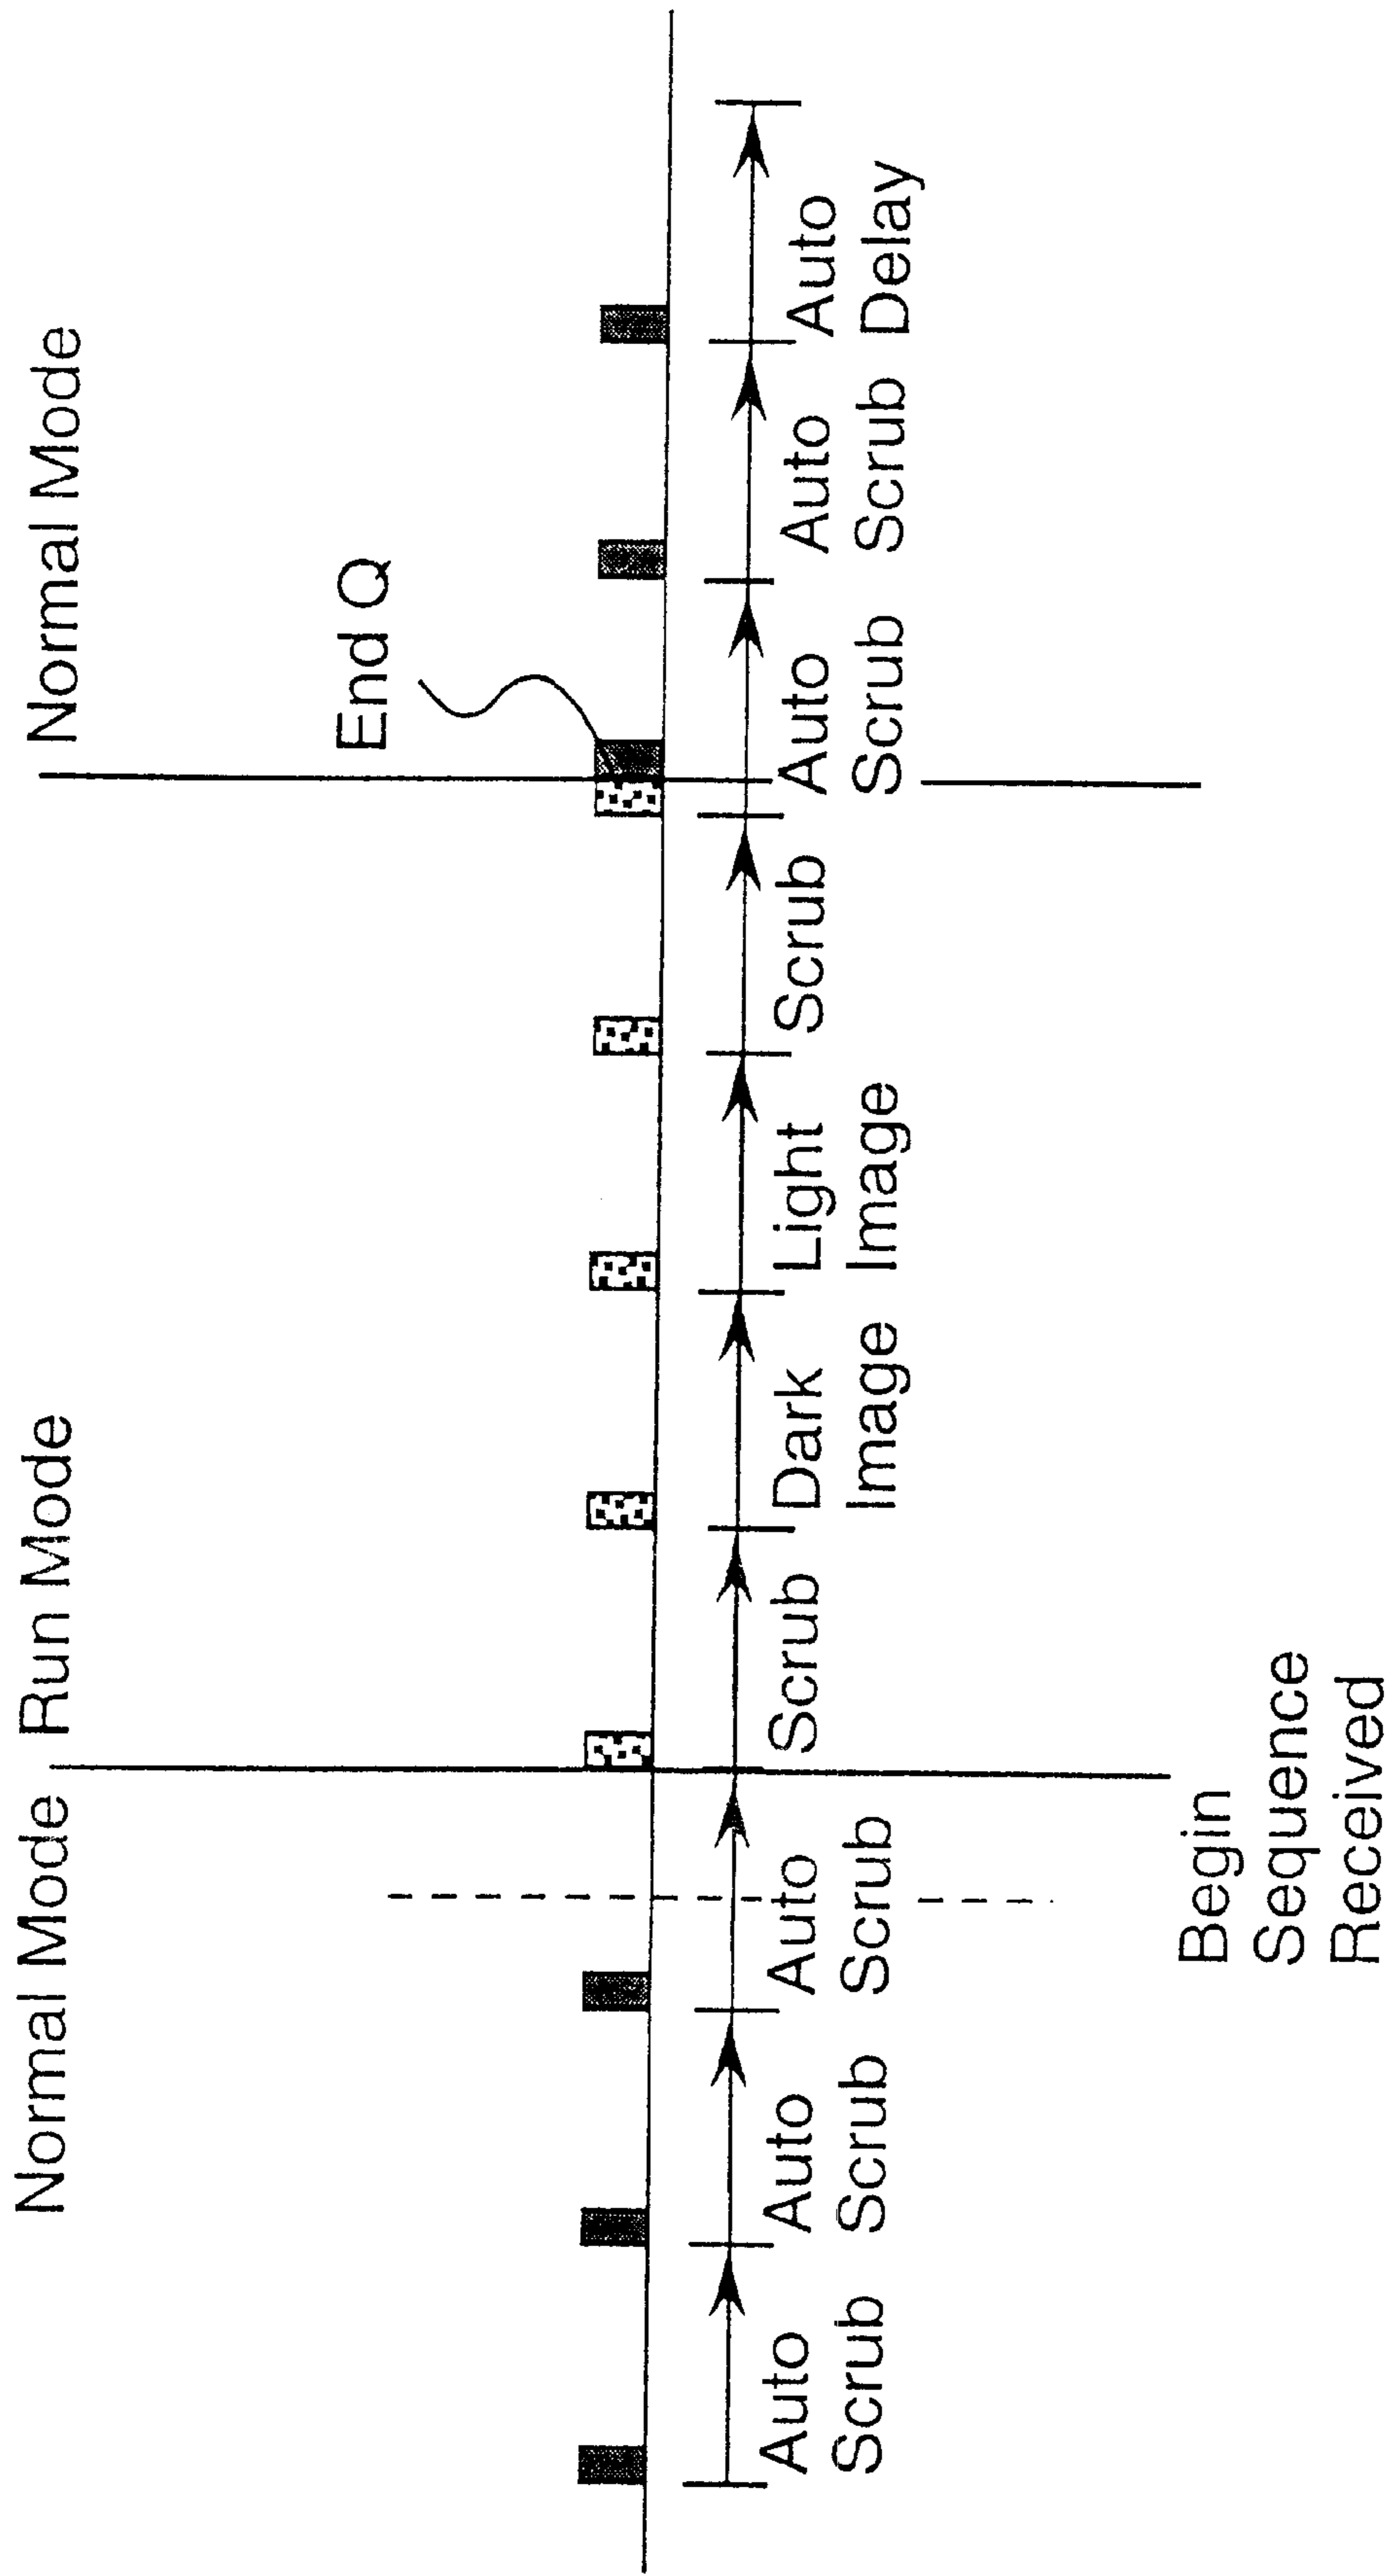 Normal Mode
Run Mode
Normal Mode
End Q
Auto
Scrub
Auto
Scrub
Auto
Scrub
Scrub
Dark
Image
Light
Image
Scrub
Auto
Scrub
Auto
Scrub
Auto
Delay
Begin
Sequence
Received